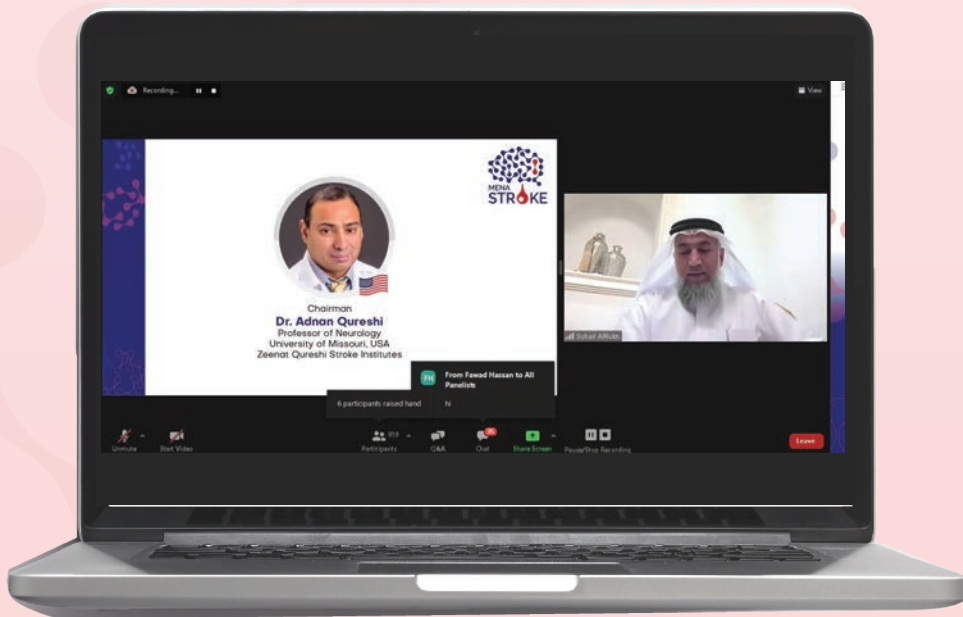 Recording...
View
MENA
STROKE
Chairman
Dr. Adnan Qureshi
Professor of Neurology
University of Missouri, USA
Zeenat Qureshi Stroke Institutes
Suhail AlRukn
FH
From Fawad Hassan to All
Panelists
6 participants raised hand
hi
Unmute
Start Video
Participants
Q&A
Chat
Share Screen
Pause/Stop Recording
Leave